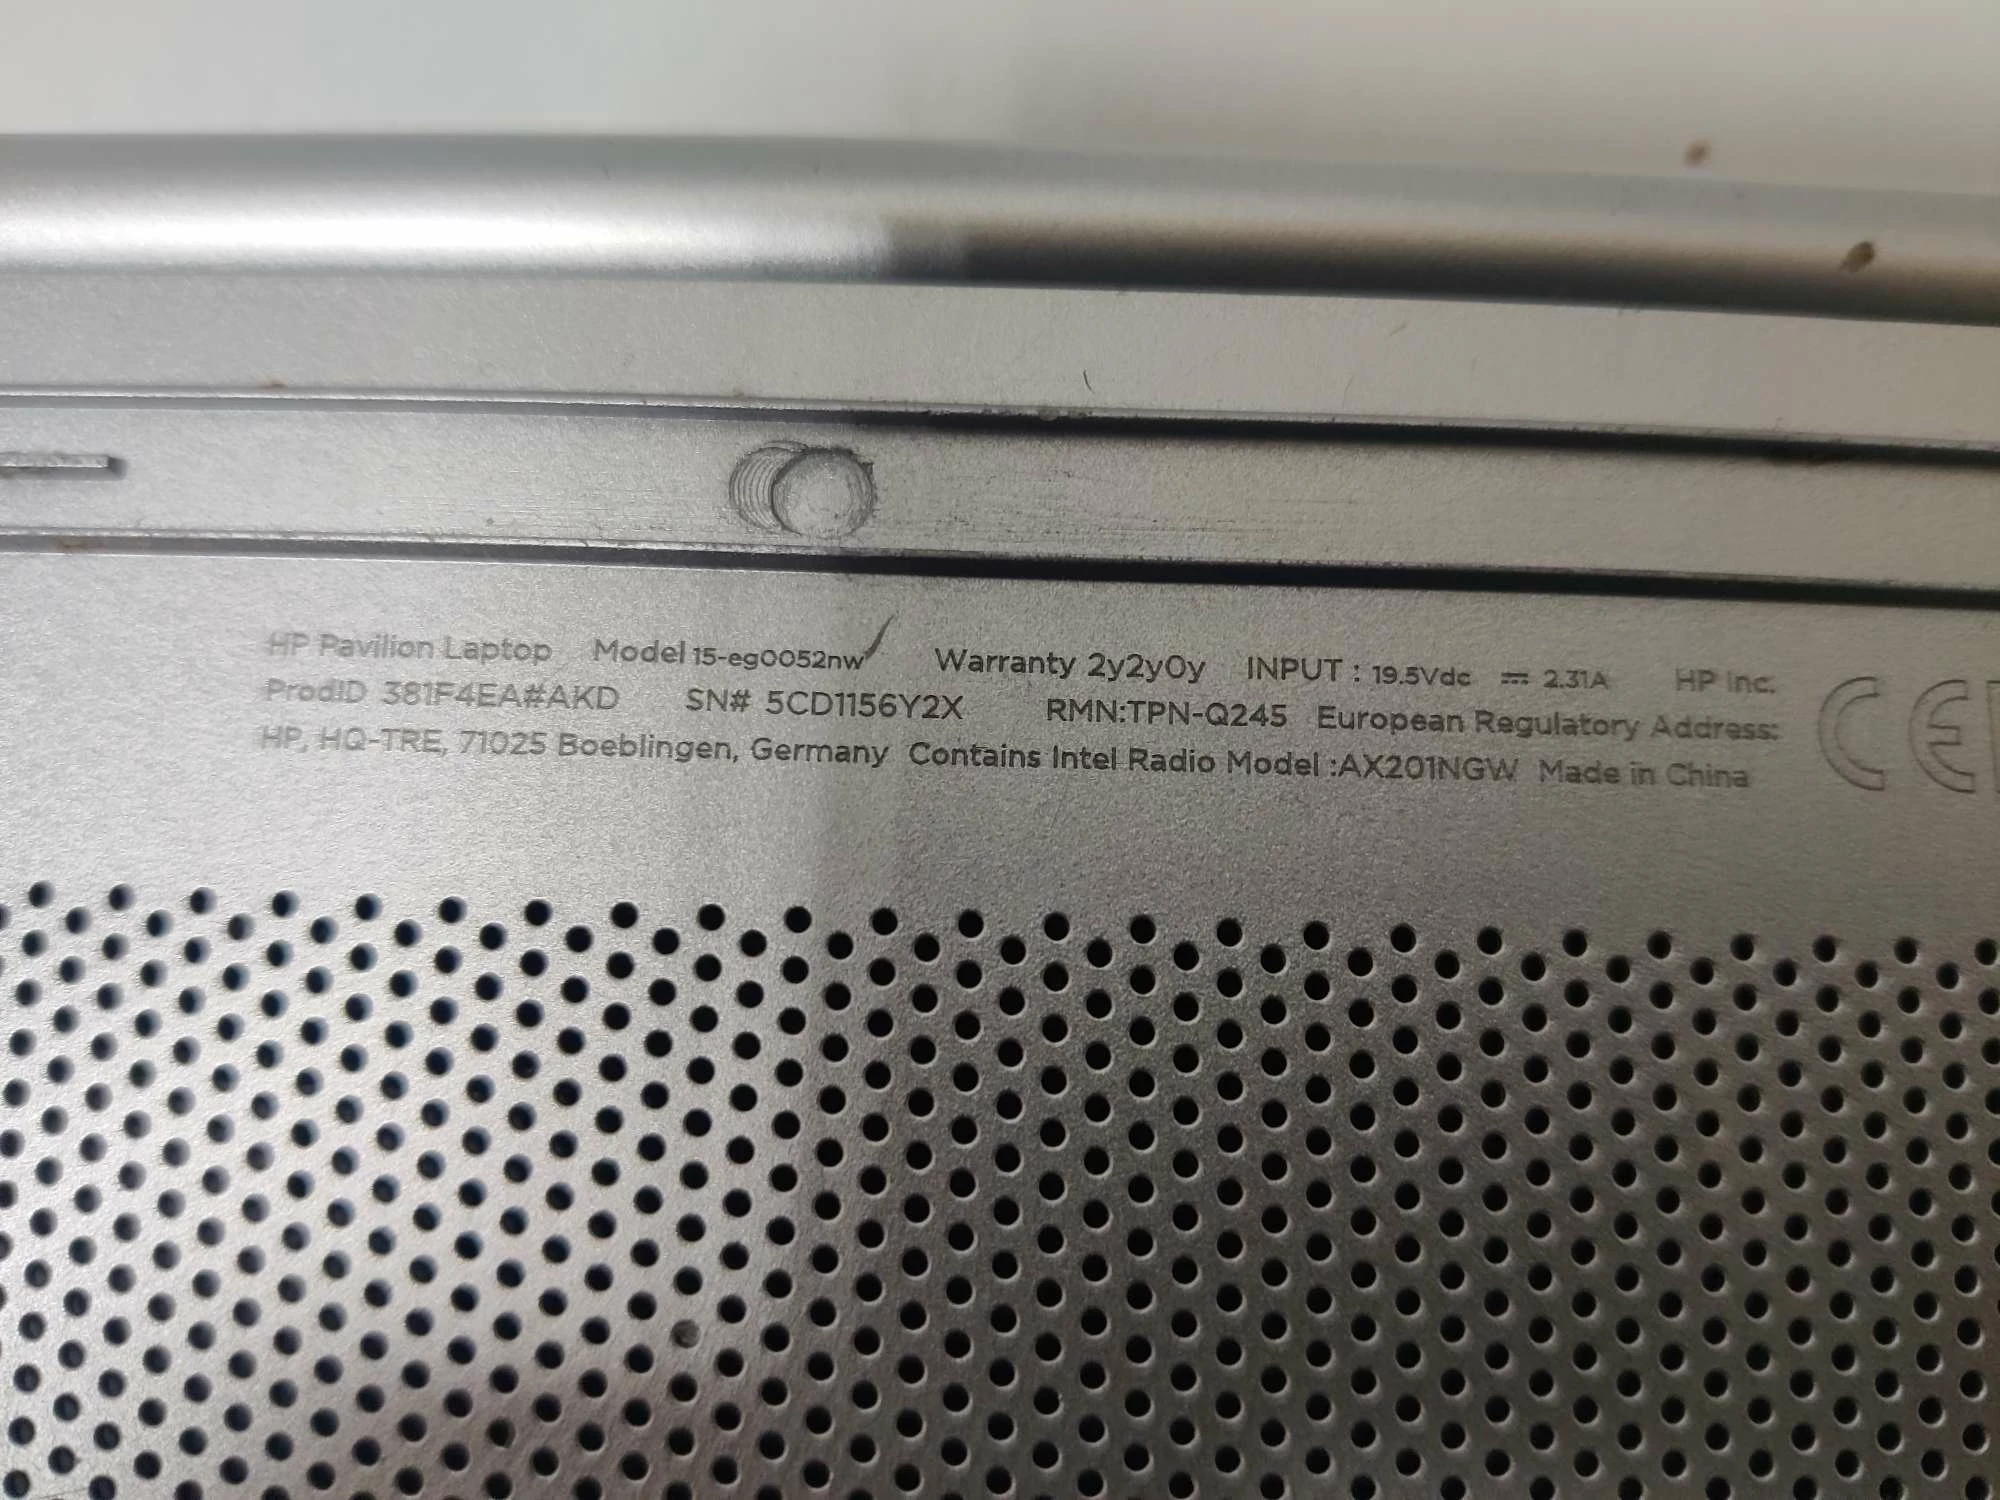 HP Pavilion Laptop Model 15-eg0052nw Warranty 2y2y0y INPUT : 19.5Vdc ⎓ 2.31A HP Inc.
ProdID 381F4EA#AKD SN# 5CD1156Y2X RMN:TPN-Q245 European Regulatory Address:
HP, HQ-TRE, 71025 Boeblingen, Germany Contains Intel Radio Model :AX201NGW Made in China
CE